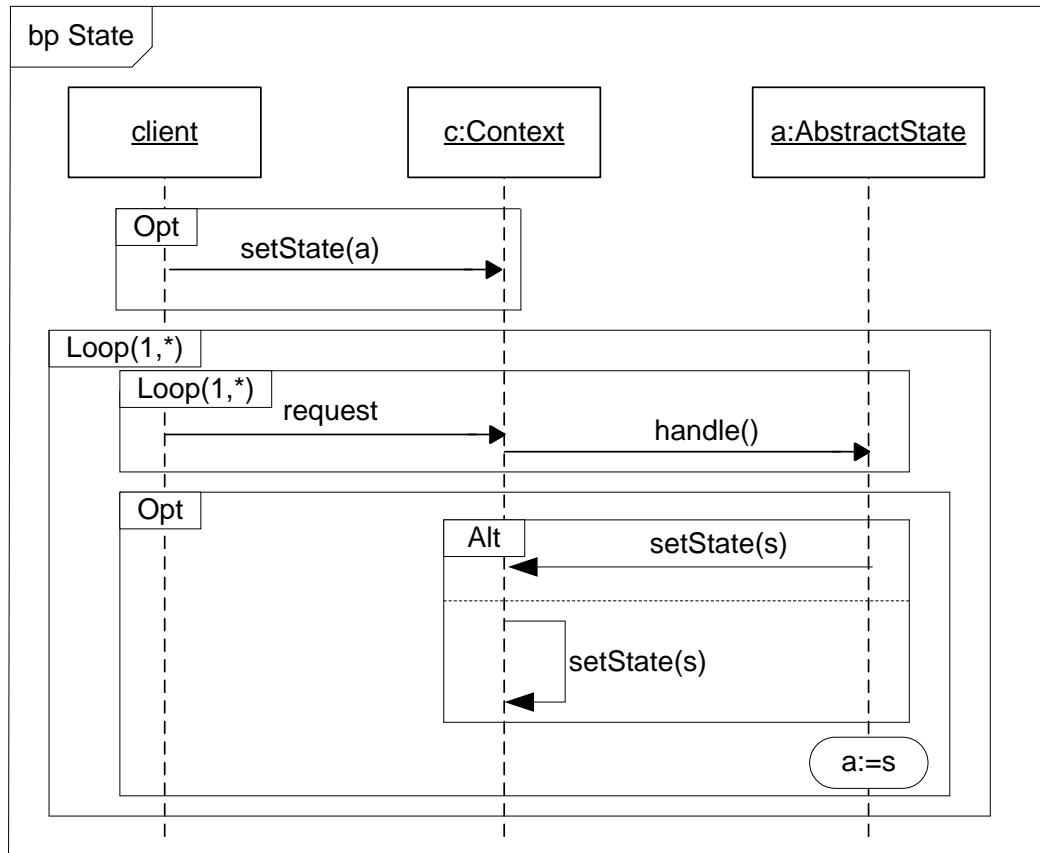 bp State
client
c:Context
a:AbstractState
Opt
setState(a)
Loop(1,*)
Loop(1,*)
request
handle()
Opt
Alt
setState(s)
setState(s)
a:=s